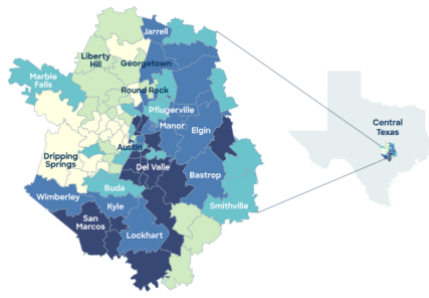 Jarrell
Liberty
Hill
Georgetown
Marble
Falls
Round Rock
Pflugerville
Manor
Elgin
Central
Texas
Austin
Dripping
Springs
Del Valle
Bastrop
Buda
Wimberley
Kyle
Smithville
San
Marcos
Lockhart